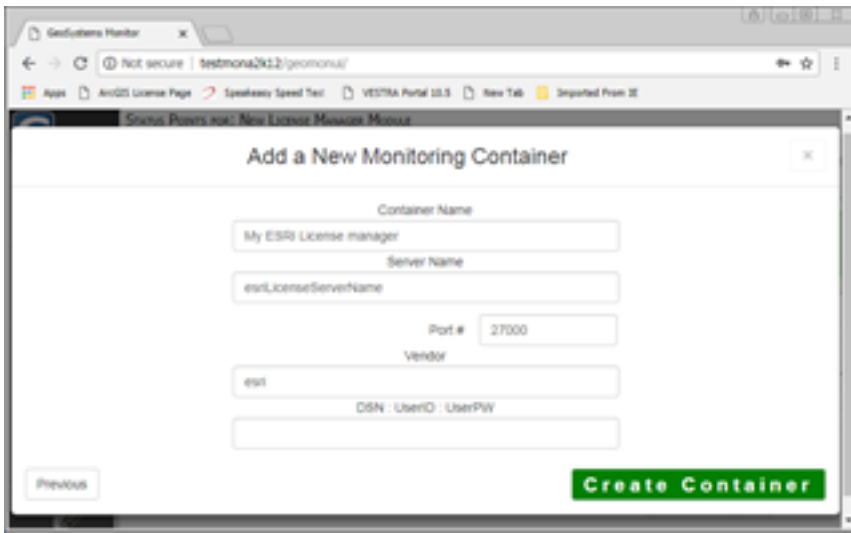 GeoSystems Monitor
Not secure | testmona2k12/geomonui/
Apps ArcGIS License Page Speakeasy Speed Test VESTRA Portal 10.5 New Tab Imported From IE
Status Points for: New License Manager Module
Add a New Monitoring Container
Container Name
My ESRI License manager
Server Name
esriLicenseServerName
Port # 27000
Vendor
esri
DSN : UserID : UserPW
Previous Create Container